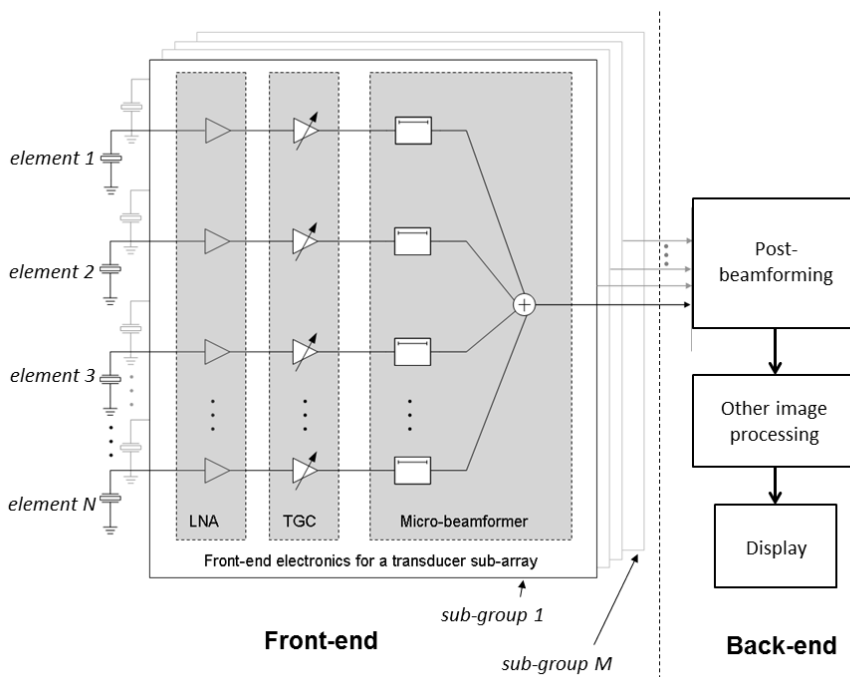 element 1
element 2
element 3
element N
LNA
TGC
Micro-beamformer
Front-end electronics for a transducer sub-array
sub-group 1
sub-group M
Front-end
Post-
beamforming
Other image
processing
Display
Back-end